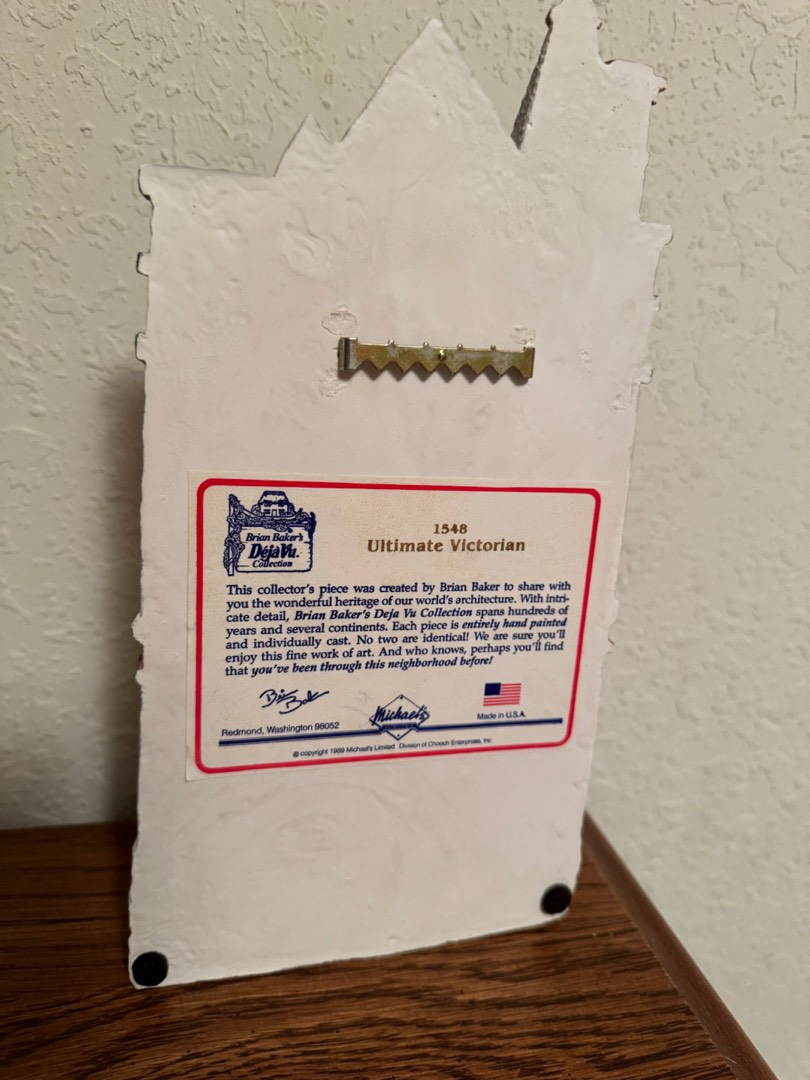 Brian Baker's
DéjàVu.
Collection
1548
Ultimate Victorian
This collector's piece was created by Brian Baker to share with
you the wonderful heritage of our world's architecture. With intri-
cate detail, Brian Baker's Deja Vu Collection spans hundreds of
years and several continents. Each piece is entirely hand painted
and individually cast. No two are identical! We are sure you'll
enjoy this fine work of art. And who knows, perhaps you'll find
that you've been through this neighborhood before!
Michael's
Redmond, Washington 98052
Made in U.S.A.
© copyright 1989 Michael's Limited Division of Chooch Enterprises, Inc.